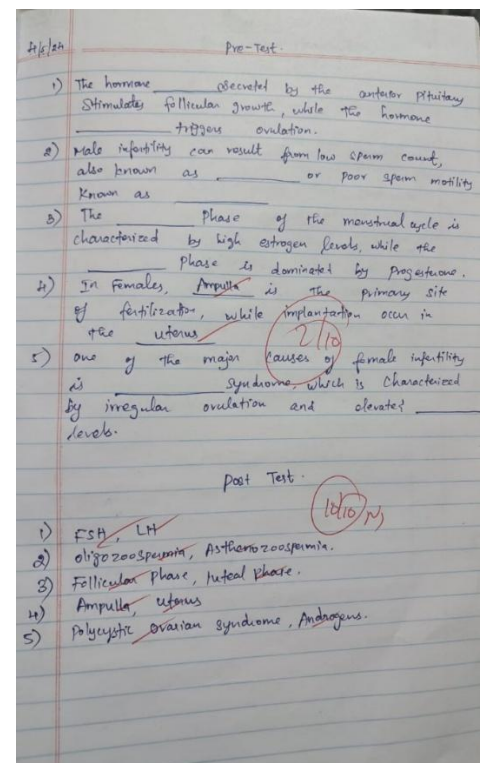 4/5/24
Pre-Test.
1) The hormone ________ secreted by the anterior Pituitary
Stimulates follicular growth, while the hormone
________ triggers ovulation.
2) Male infertility can result from low sperm count,
also known as ________ or poor sperm motility
known as ________
3) The ________ Phase of the menstrual cycle is
characterized by high estrogen levels, while the
________ Phase is dominated by Progesterone.
4) In Females, Ampulla is the primary site
of fertilization, while implantation occur in
the uterus
2/10
5) one of the major causes of female infertility
is ________ syndrome, which is Characterized
by irregular ovulation and elevated ________
levels.
Post Test.
10/10
1) FSH, LH
2) oligozoospermia, Asthenozoospermia.
3) Follicular Phase, luteal Phase.
4) Ampulla, uterus
5) Polycystic Ovarian syndrome, Androgens.